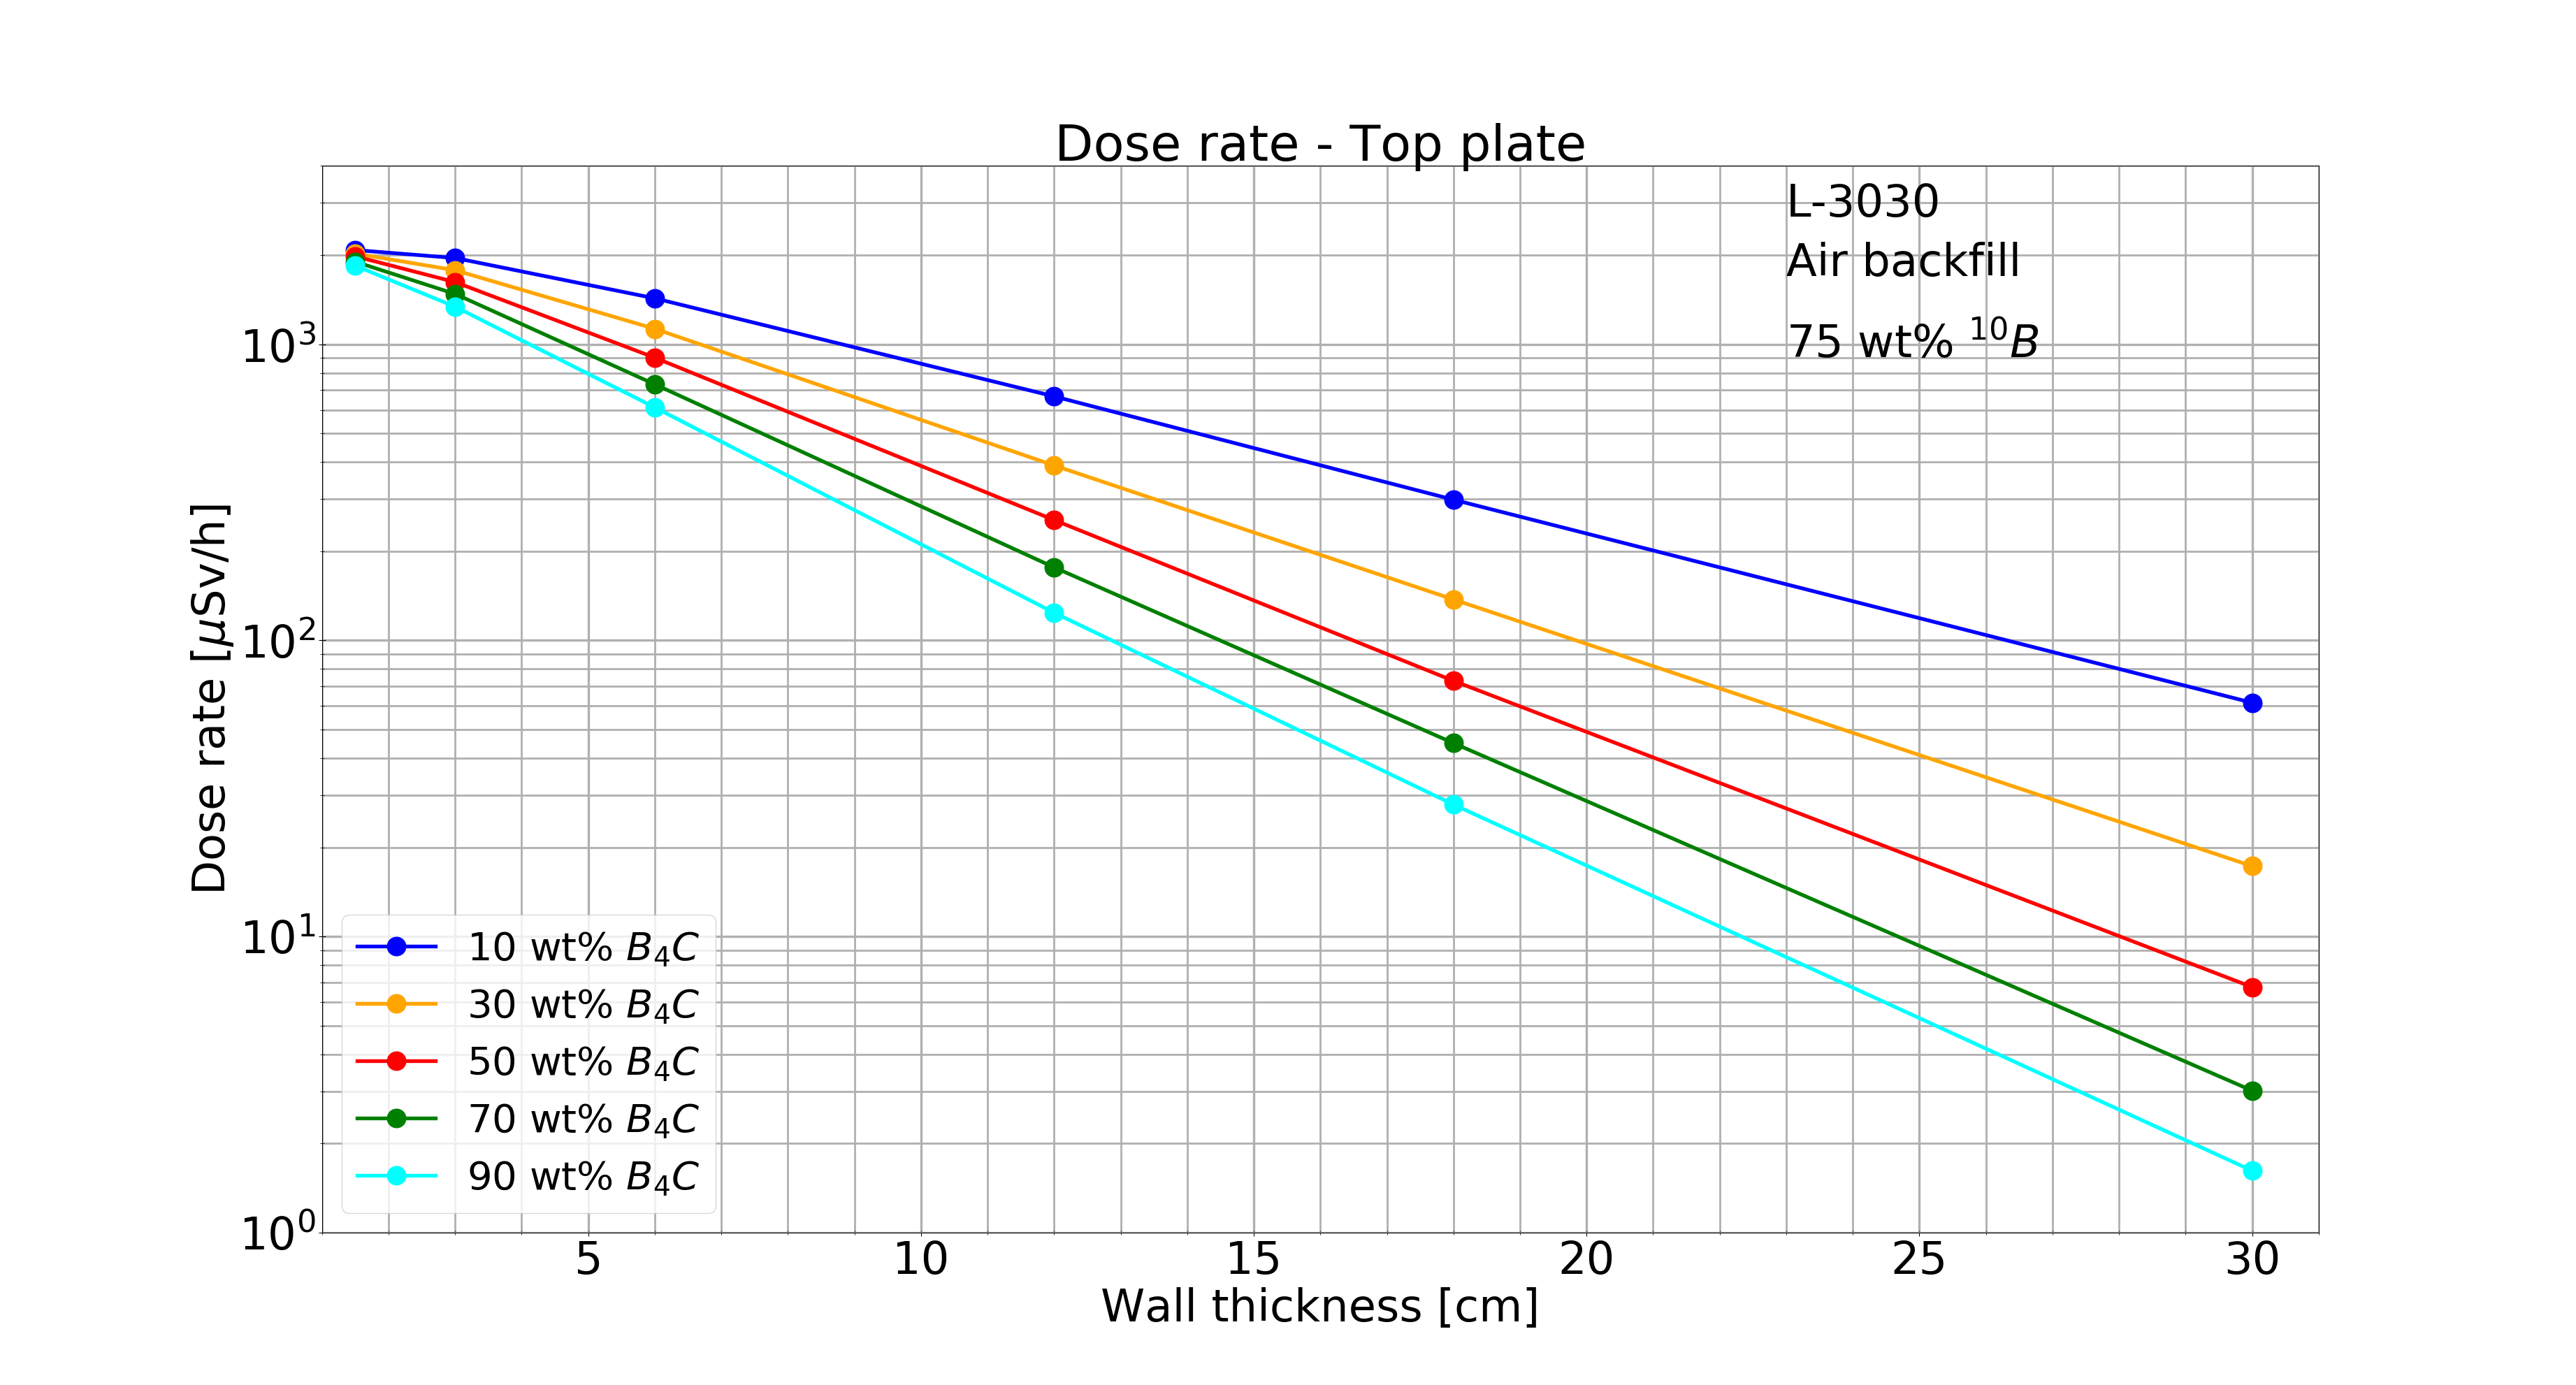 Dose rate - Top plate
L-3030
Air backfill
75 wt% ¹⁰B
Dose rate [μSv/h]
10³
10²
10¹
10⁰
10 wt% B₄C
30 wt% B₄C
50 wt% B₄C
70 wt% B₄C
90 wt% B₄C
5 10 15 20 25 30
Wall thickness [cm]